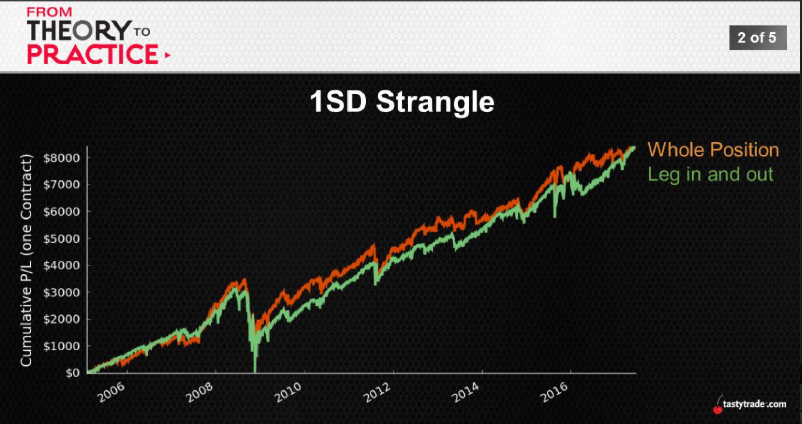 FROM
THEORY TO
PRACTICE
2 of 5
1SD Strangle
Cumulative P/L (one Contract)
$8000
$7000
$6000
$5000
$4000
$3000
$2000
$1000
$0
2006
2008
2010
2012
2014
2016
Whole Position
Leg in and out
tastytrade.com